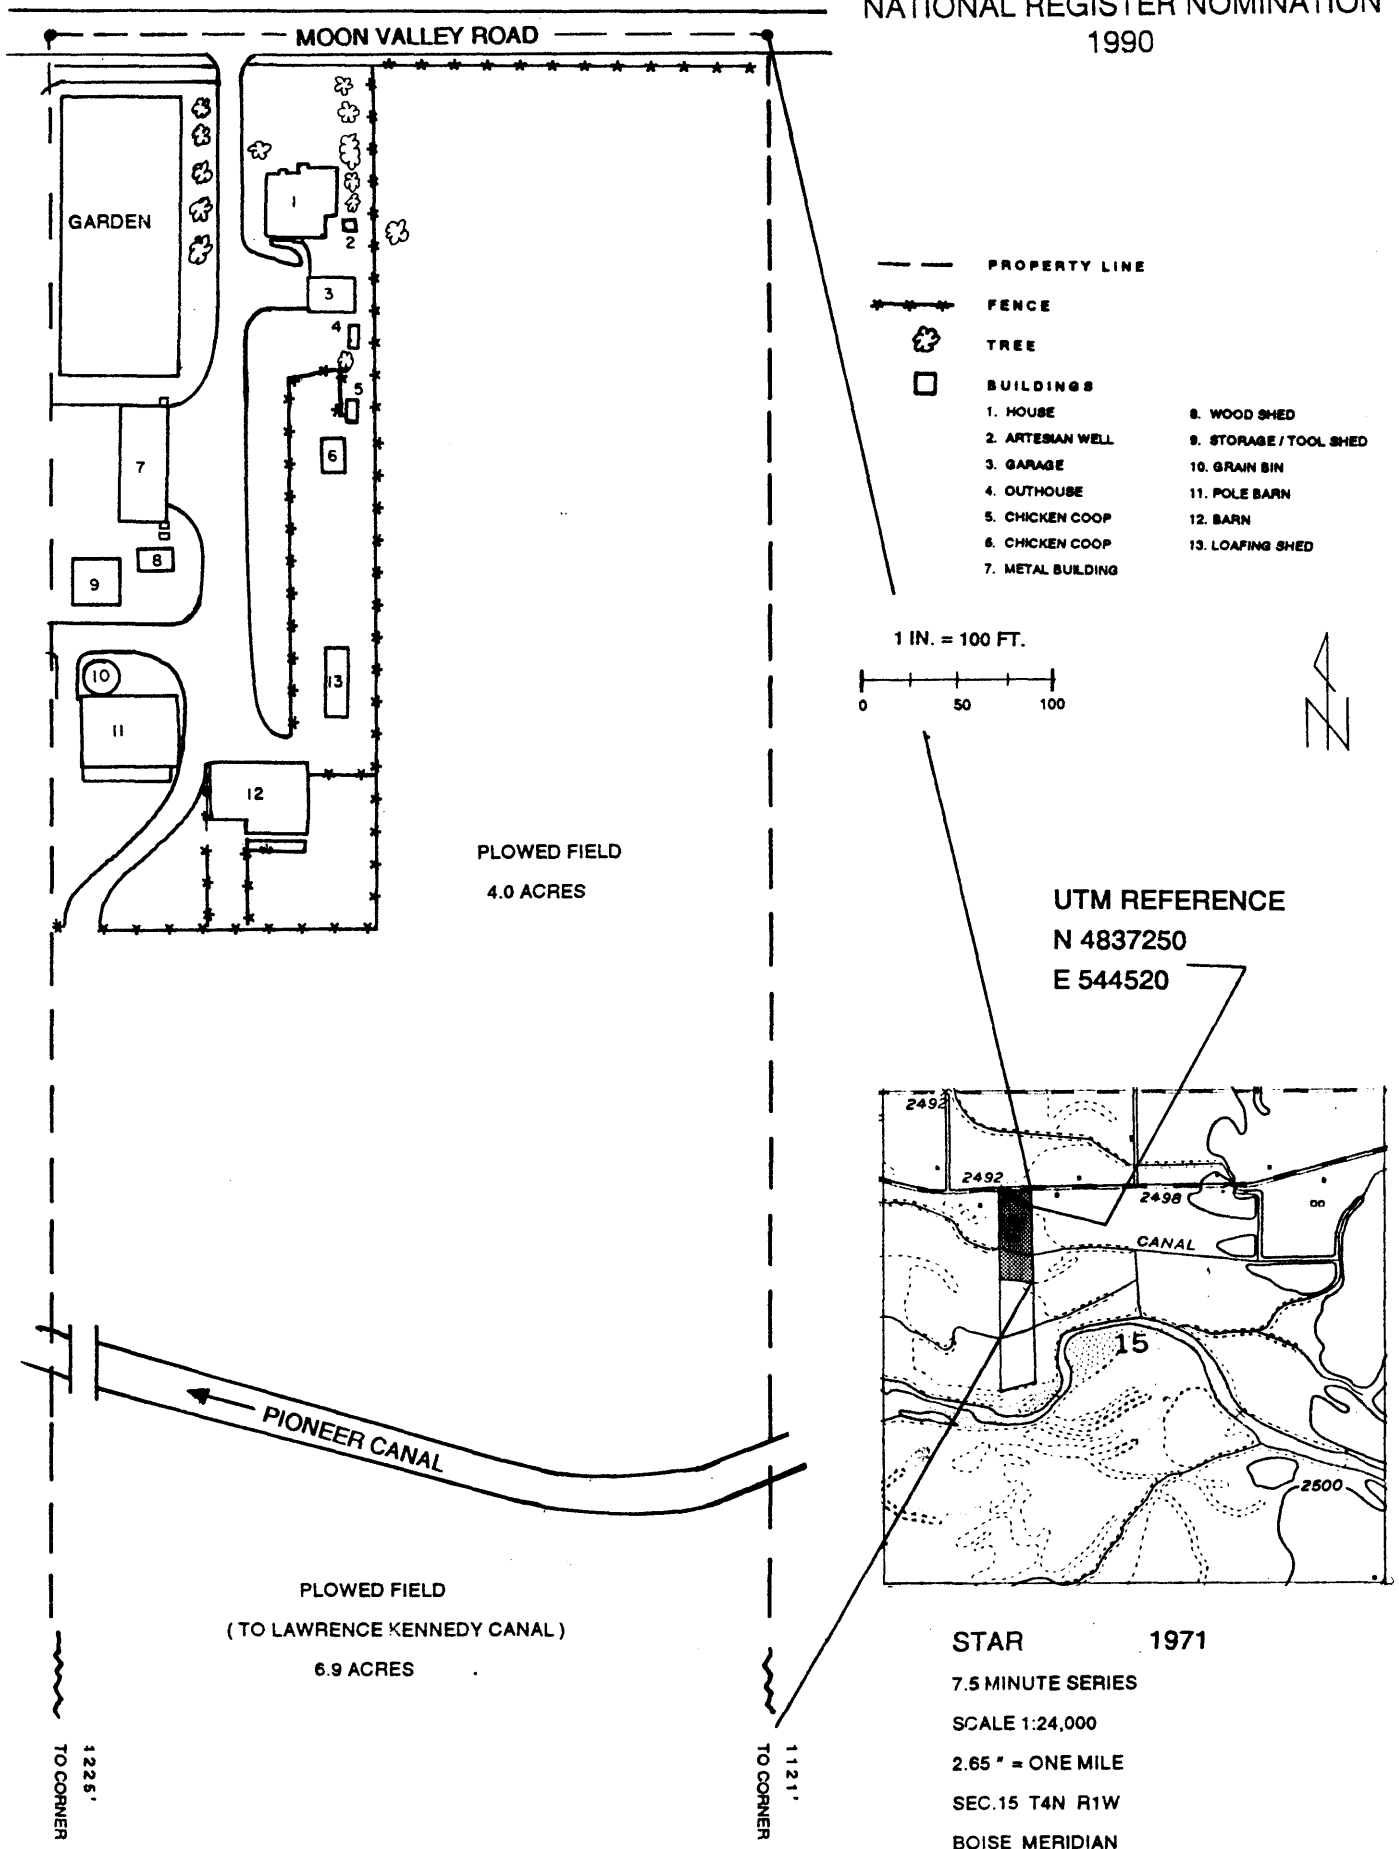 NATIONAL REGISTER NOMINATION
1990
MOON VALLEY ROAD
GARDEN
1
2
3
4
5
6
7
8
9
10
11
12
13
PROPERTY LINE
FENCE
TREE
BUILDINGS
1. HOUSE
2. ARTESIAN WELL
3. GARAGE
4. OUTHOUSE
5. CHICKEN COOP
6. CHICKEN COOP
7. METAL BUILDING
8. WOOD SHED
9. STORAGE / TOOL SHED
10. GRAIN BIN
11. POLE BARN
12. BARN
13. LOAFING SHED
1 IN. = 100 FT.
0 50 100
N
PLOWED FIELD
4.0 ACRES
UTM REFERENCE
N 4837250
E 544520
2492
2492
2498
CANAL
15
2500
PIONEER CANAL
PLOWED FIELD
( TO LAWRENCE KENNEDY CANAL )
6.9 ACRES
1225'
TO CORNER
1121'
TO CORNER
STAR 1971
7.5 MINUTE SERIES
SCALE 1:24,000
2.65 " = ONE MILE
SEC.15 T4N R1W
BOISE MERIDIAN